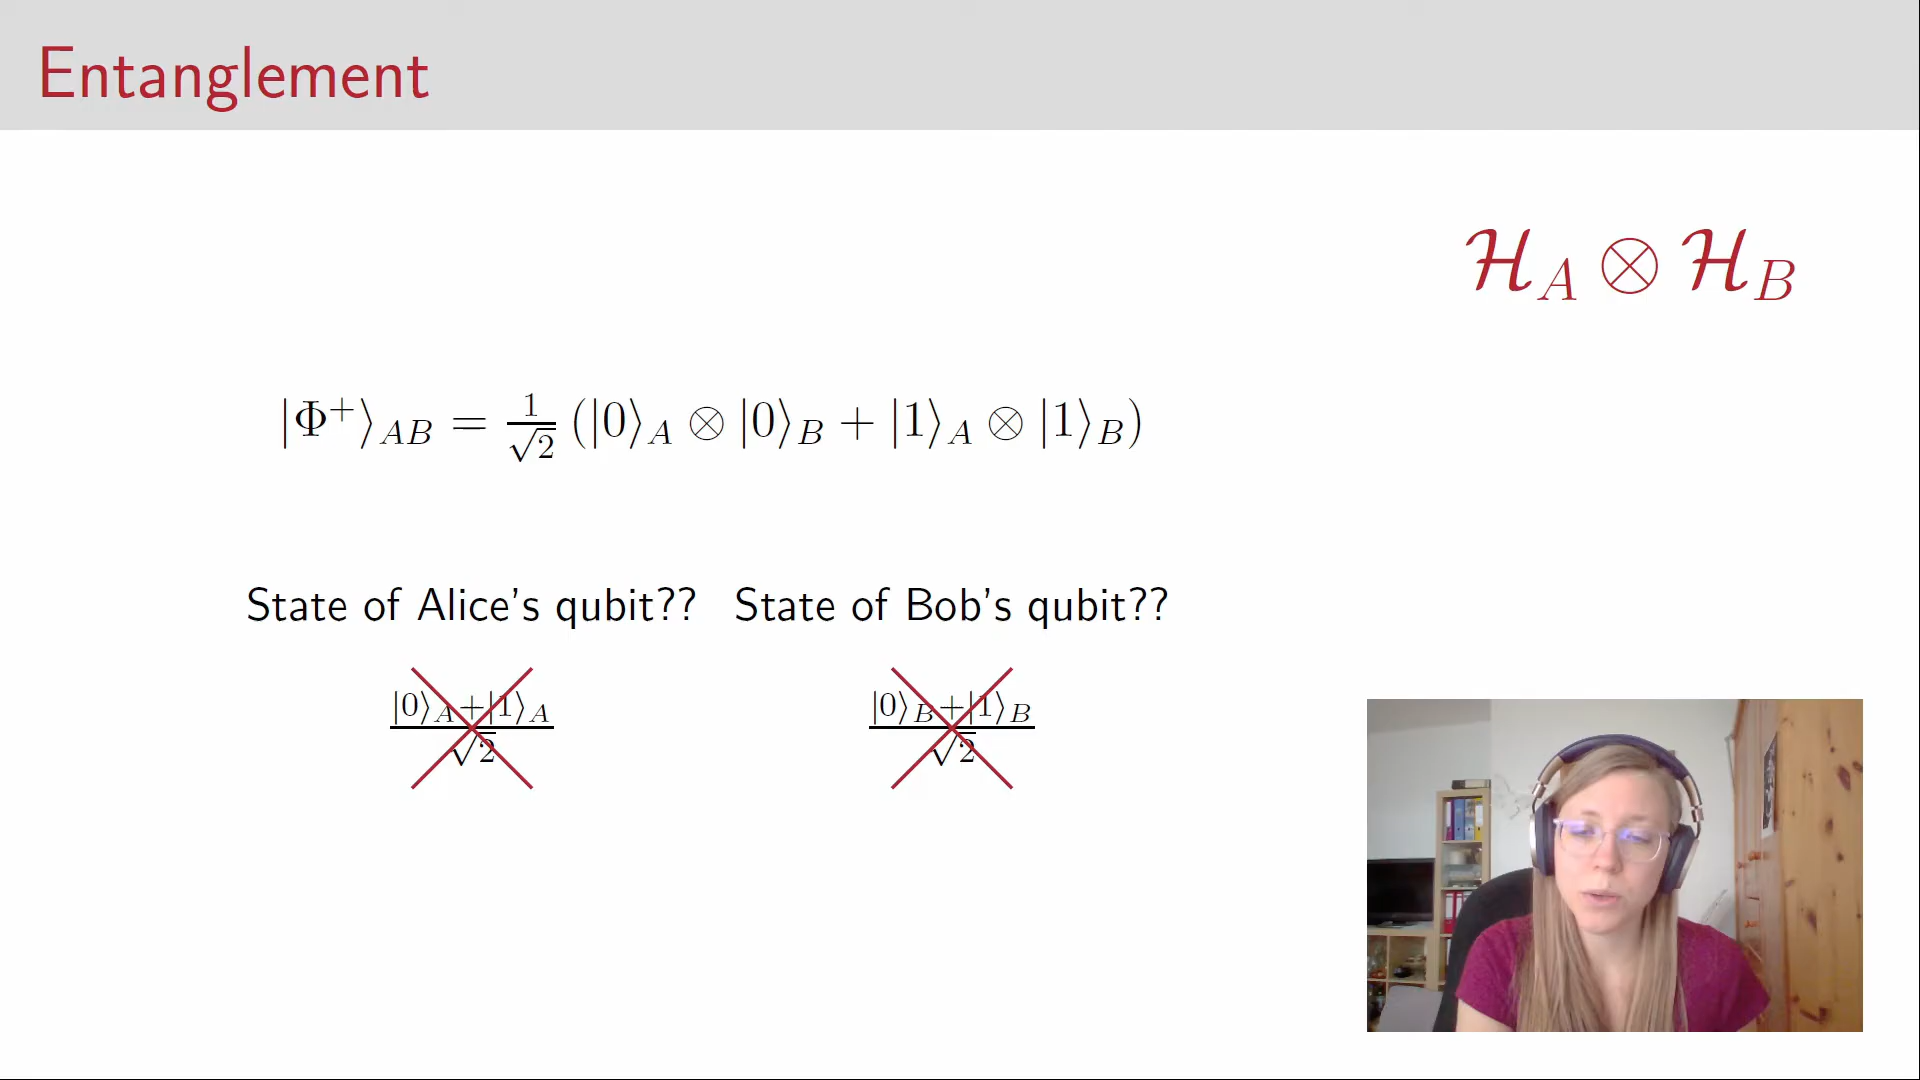 Entanglement
ℋ_A ⊗ ℋ_B
|Φ⁺⟩_AB = 1/√2 (|0⟩_A ⊗ |0⟩_B + |1⟩_A ⊗ |1⟩_B)
State of Alice's qubit?? State of Bob's qubit??
|0⟩_A+|1⟩_A / √2 |0⟩_B+|1⟩_B / √2